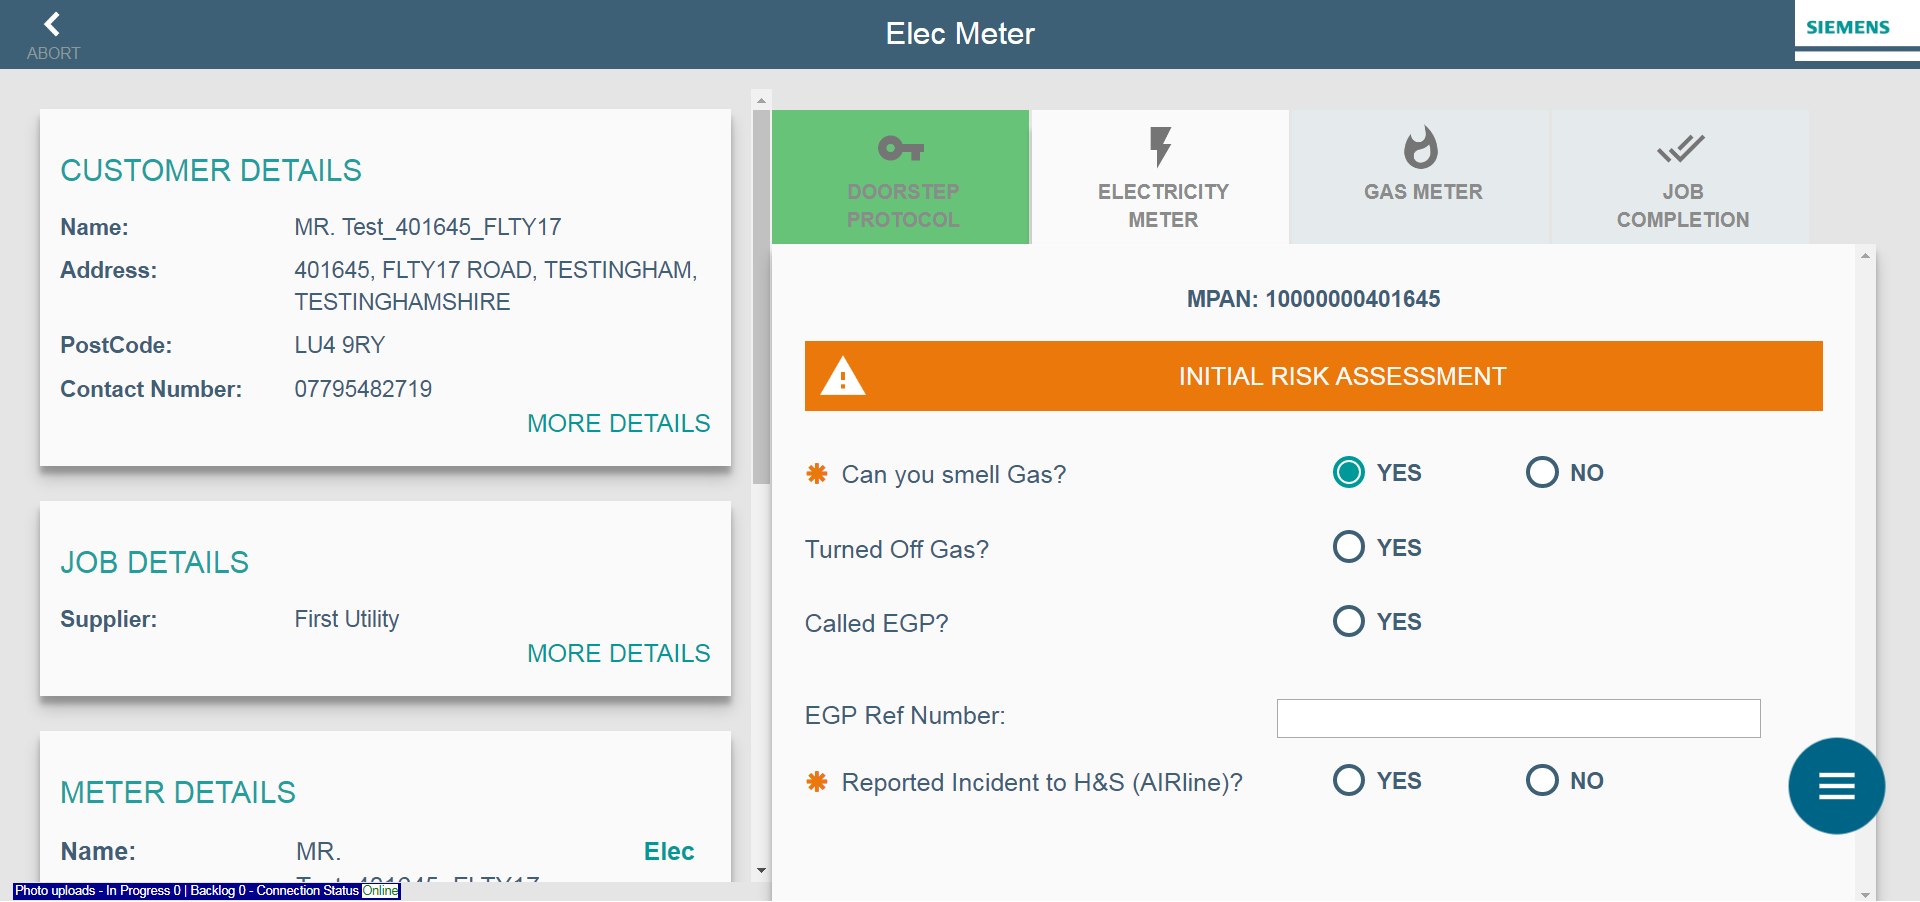 ABORT
Elec Meter
SIEMENS
CUSTOMER DETAILS
Name: MR. Test_401645_FLTY17
Address: 401645, FLTY17 ROAD, TESTINGHAM,
TESTINGHAMSHIRE
PostCode: LU4 9RY
Contact Number: 07795482719
MORE DETAILS
JOB DETAILS
Supplier: First Utility
MORE DETAILS
METER DETAILS
Name: MR. Elec
Test_401645_FLTY17
Photo uploads - In Progress 0 | Backlog 0 - Connection Status Online
DOORSTEP
PROTOCOL
ELECTRICITY
METER
GAS METER
JOB
COMPLETION
MPAN: 10000000401645
INITIAL RISK ASSESSMENT
Can you smell Gas? YES NO
Turned Off Gas? YES
Called EGP? YES
EGP Ref Number:
Reported Incident to H&S (AIRline)? YES NO